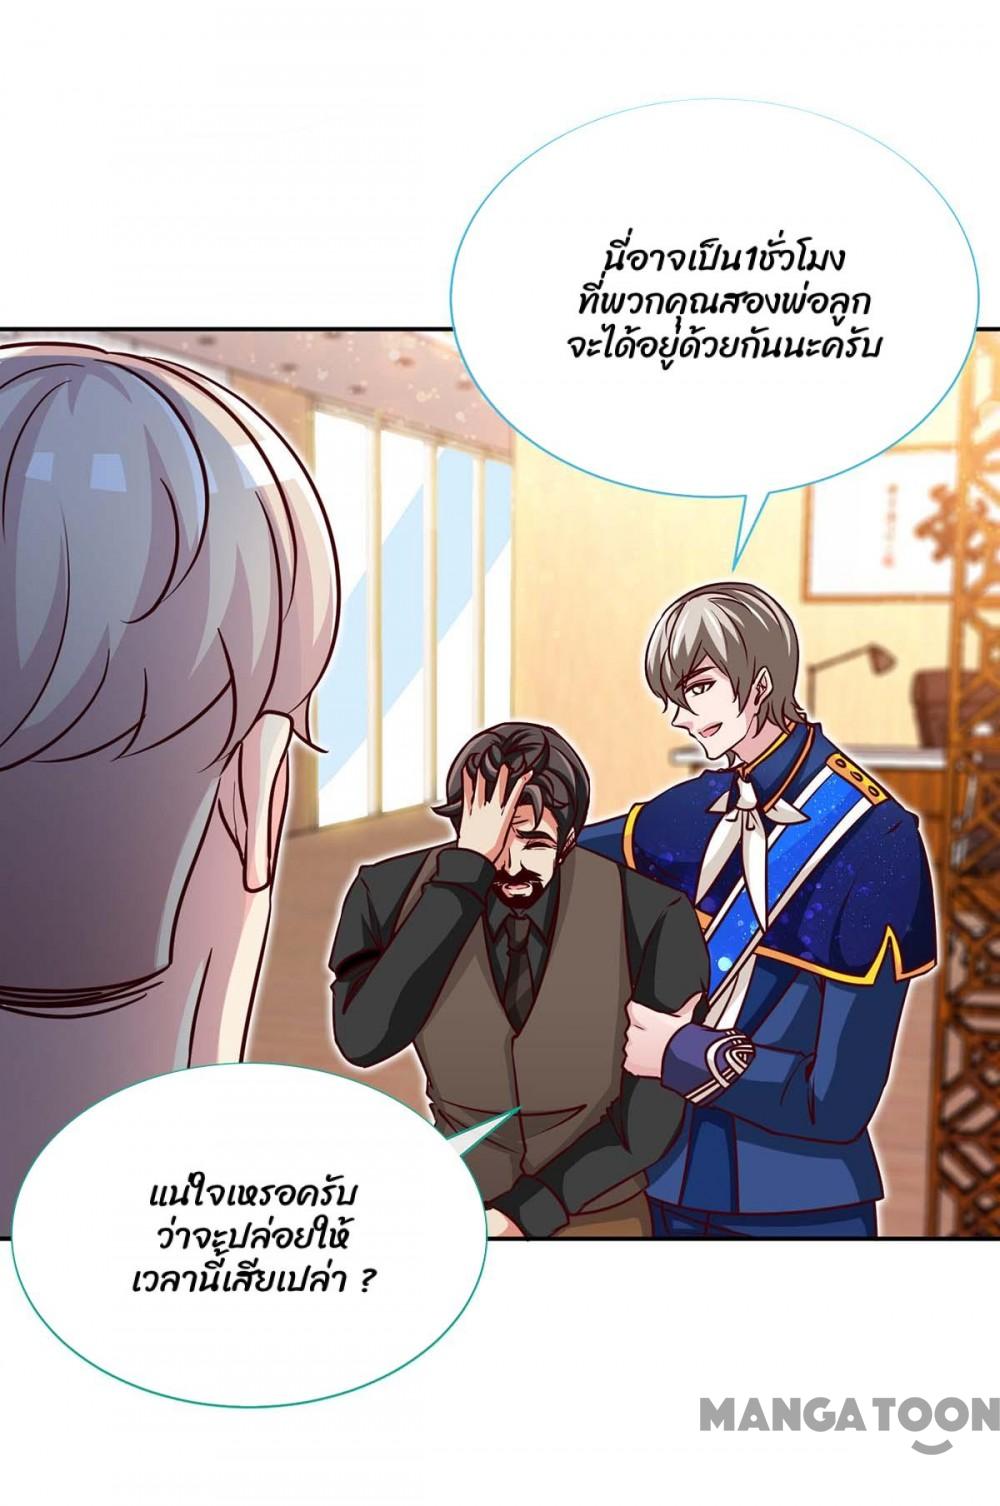 นี่อาจเป็น1ชั่วโมง
ที่พวกคุณสองพ่อลูก
จะได้อยู่ด้วยกันนะครับ
แน่ใจเหรอครับ
ว่าจะปล่อยให้
เวลานี้เสียเปล่า ?
MANGATOON